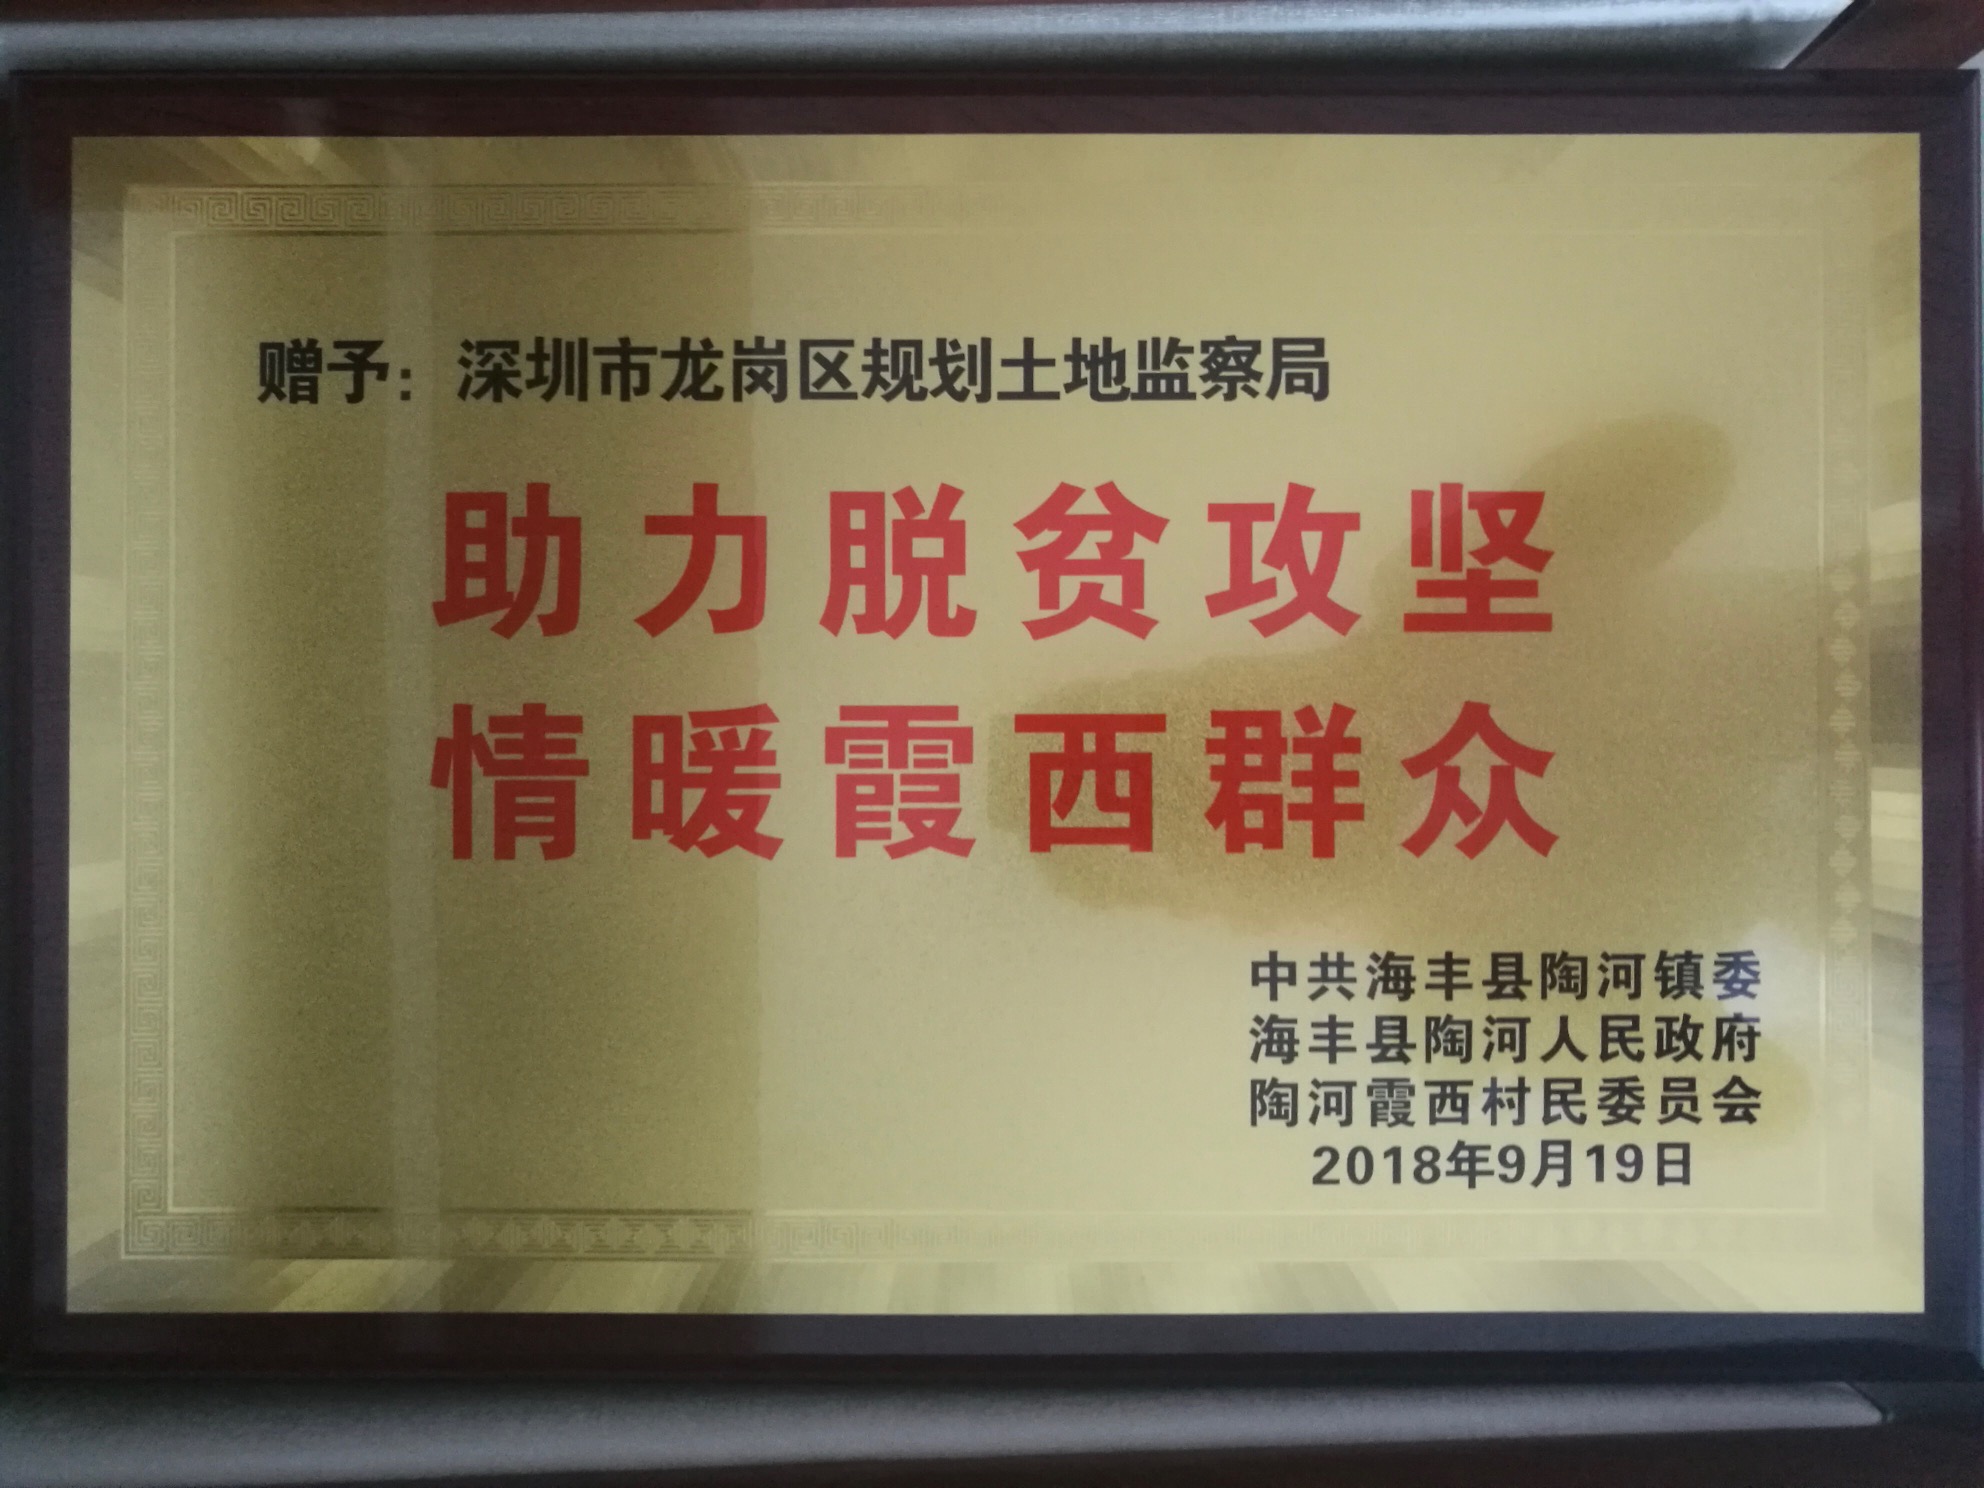 赠予：深圳市龙岗区规划土地监察局
助力脱贫攻坚
情暖霞西群众
中共海丰县陶河镇委
海丰县陶河人民政府
陶河霞西村民委员会
2018年9月19日